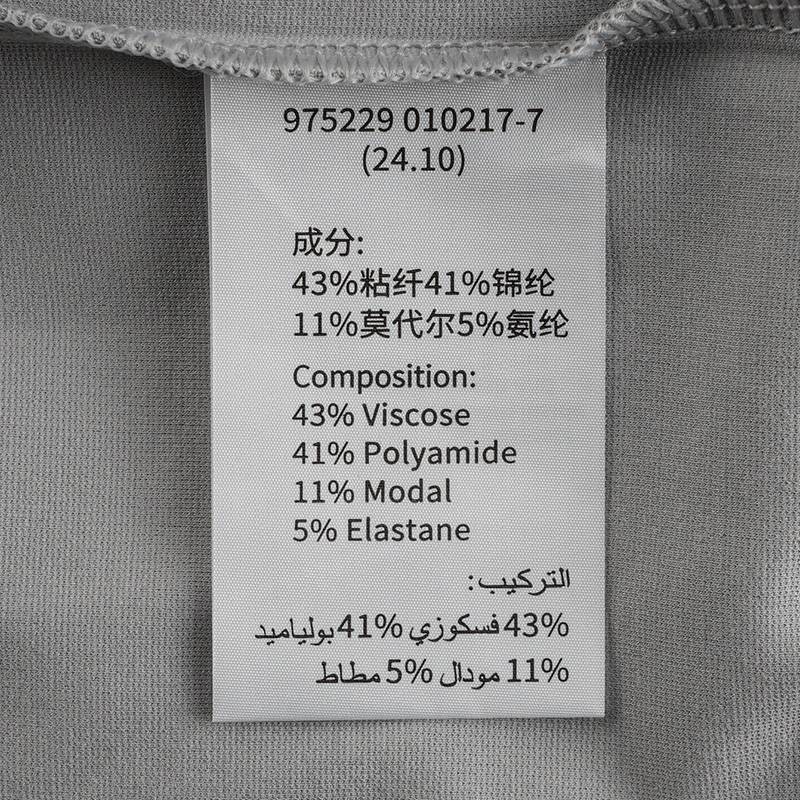 975229 010217-7
(24.10)
成分:
43%粘纤41%锦纶
11%莫代尔5%氨纶
Composition:
43% Viscose
41% Polyamide
11% Modal
5% Elastane
التركيب:
43% فسكوزي 41% بولياميد
11% مودال 5% مطاط